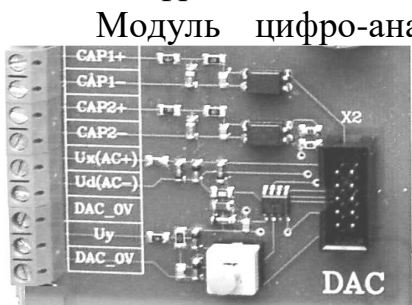 Модуль цифро-ана
CAP1+
CAP1-
CAP2+
CAP2-
Ux(AC+)
Ud(AC-)
DAC_0V
Uy
DAC_0V
X2
DAC